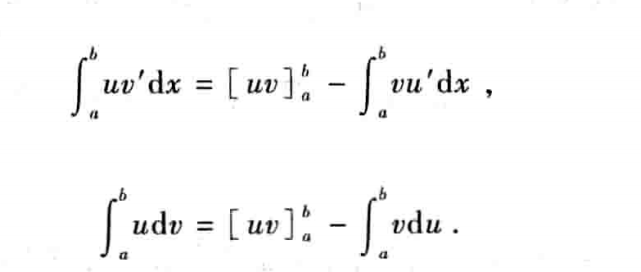 ∫_a^b uv′dx = [uv]_a^b − ∫_a^b vu′dx ,
∫_a^b udv = [uv]_a^b − ∫_a^b vdu .